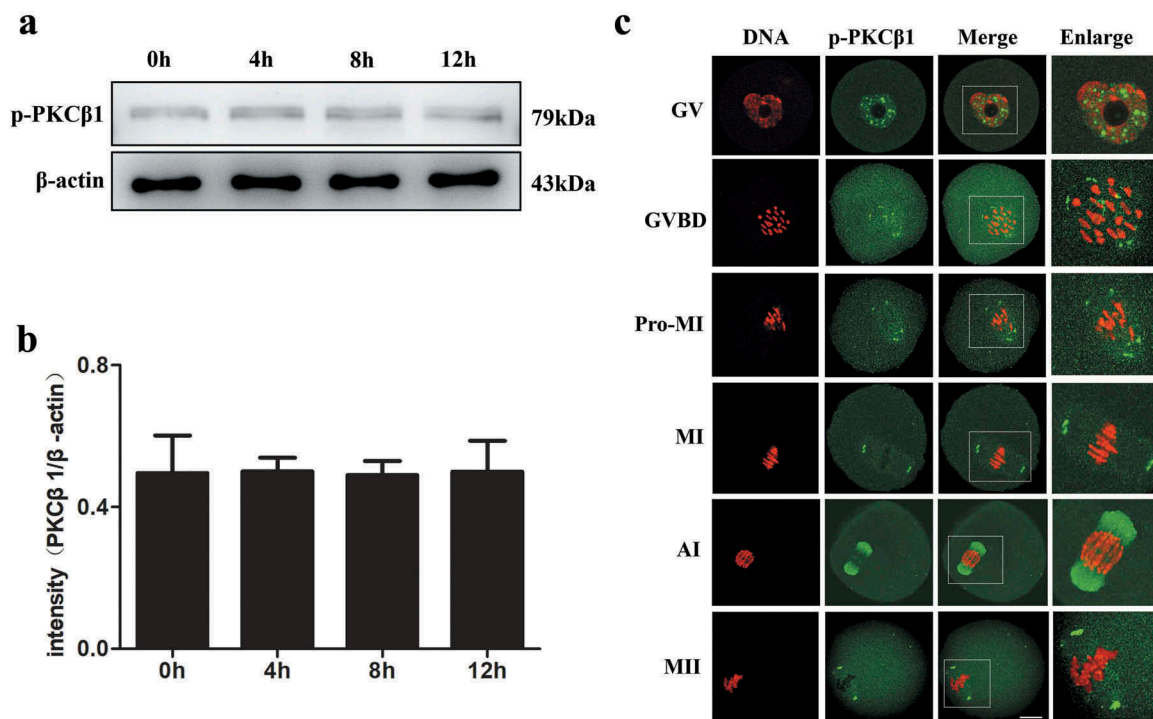 a
0h 4h 8h 12h
p-PKCβ1 79kDa
β-actin 43kDa
b
intensity（PKCβ 1/β -actin）
0.8
0.4
0.0
0h 4h 8h 12h
c
DNA p-PKCβ1 Merge Enlarge
GV
GVBD
Pro-MI
MI
AI
MII